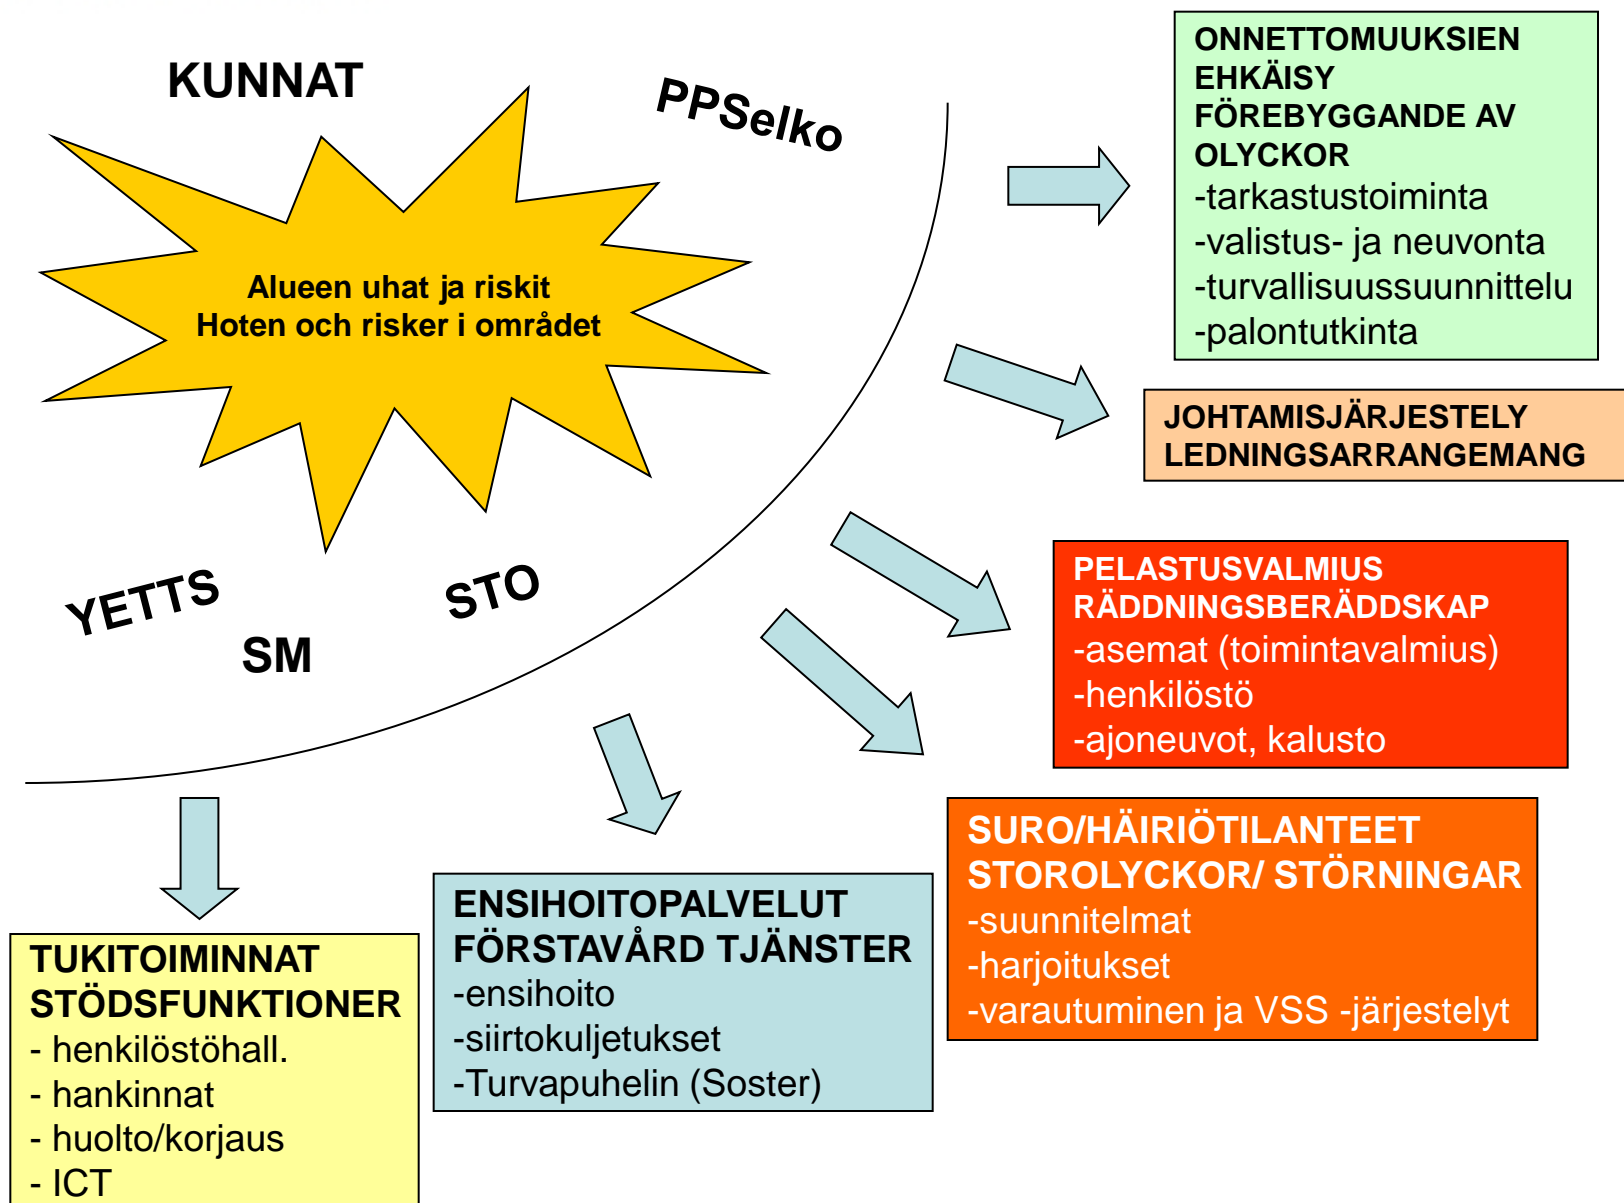 KUNNAT
PPSelko
Alueen uhat ja riskit
Hoten och risker i området
YETTS
SM
STO
ONNETTOMUUKSIEN
EHKÄISY
FÖREBYGGANDE AV
OLYCKOR
-tarkastustoiminta
-valistus- ja neuvonta
-turvallisuussuunnittelu
-palontutkinta
JOHTAMISJÄRJESTELY
LEDNINGSARRANGEMANG
PELASTUSVALMIUS
RÄDDNINGSBERÄDDSKAP
-asemat (toimintavalmius)
-henkilöstö
-ajoneuvot, kalusto
SURO/HÄIRIÖTILANTEET
STOROLYCKOR/ STÖRNINGAR
-suunnitelmat
-harjoitukset
-varautuminen ja VSS -järjestelyt
ENSIHOITOPALVELUT
FÖRSTAVÅRD TJÄNSTER
-ensihoito
-siirtokuljetukset
-Turvapuhelin (Soster)
TUKITOIMINNAT
STÖDSFUNKTIONER
- henkilöstöhall.
- hankinnat
- huolto/korjaus
- ICT